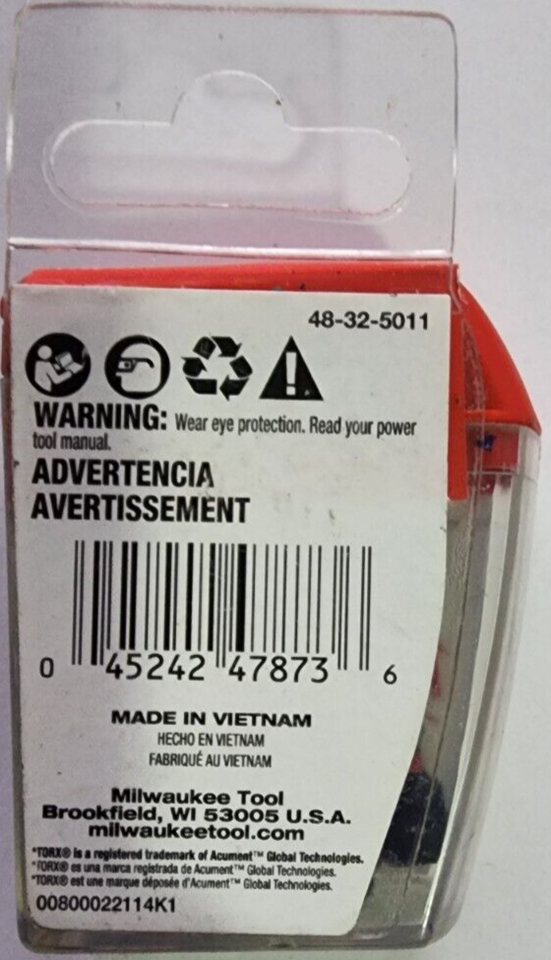 48-32-5011
WARNING: Wear eye protection. Read your power
tool manual.
ADVERTENCIA
AVERTISSEMENT
0 45242 47873 6
MADE IN VIETNAM
HECHO EN VIETNAM
FABRIQUÉ AU VIETNAM
Milwaukee Tool
Brookfield, WI 53005 U.S.A.
milwaukeetool.com
*TORX® is a registered trademark of Acument™ Global Technologies.
*TORX® es una marca registrada de Acument™ Global Technologies.
*TORX® est une marque déposée d'Acument™ Global Technologies.
00800022114K1